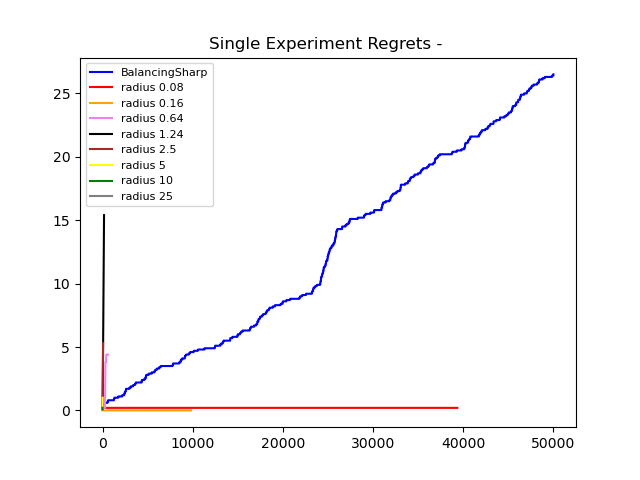 Single Experiment Regrets -
BalancingSharp
radius 0.08
radius 0.16
radius 0.64
radius 1.24
radius 2.5
radius 5
radius 10
radius 25
25
20
15
10
5
0
0 10000 20000 30000 40000 50000